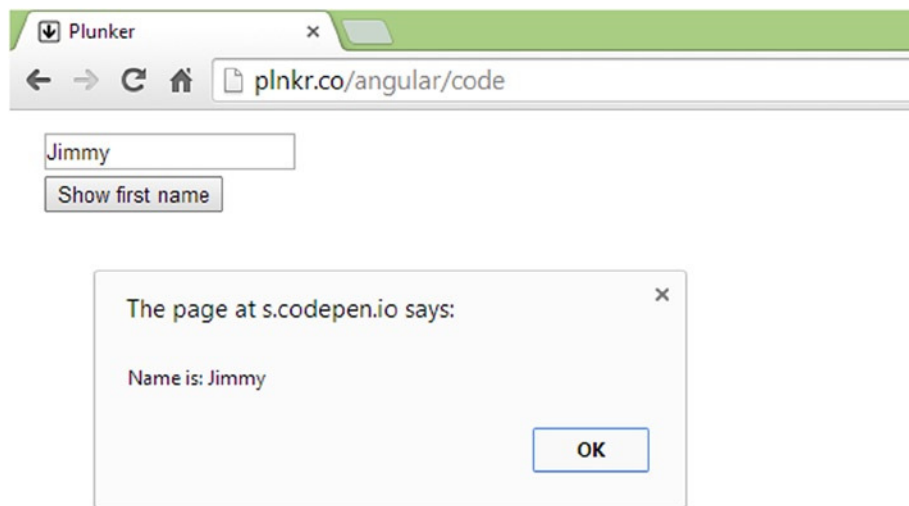 Plunker
plnkr.co/angular/code
Jimmy
Show first name
The page at s.codepen.io says:
Name is: Jimmy
OK